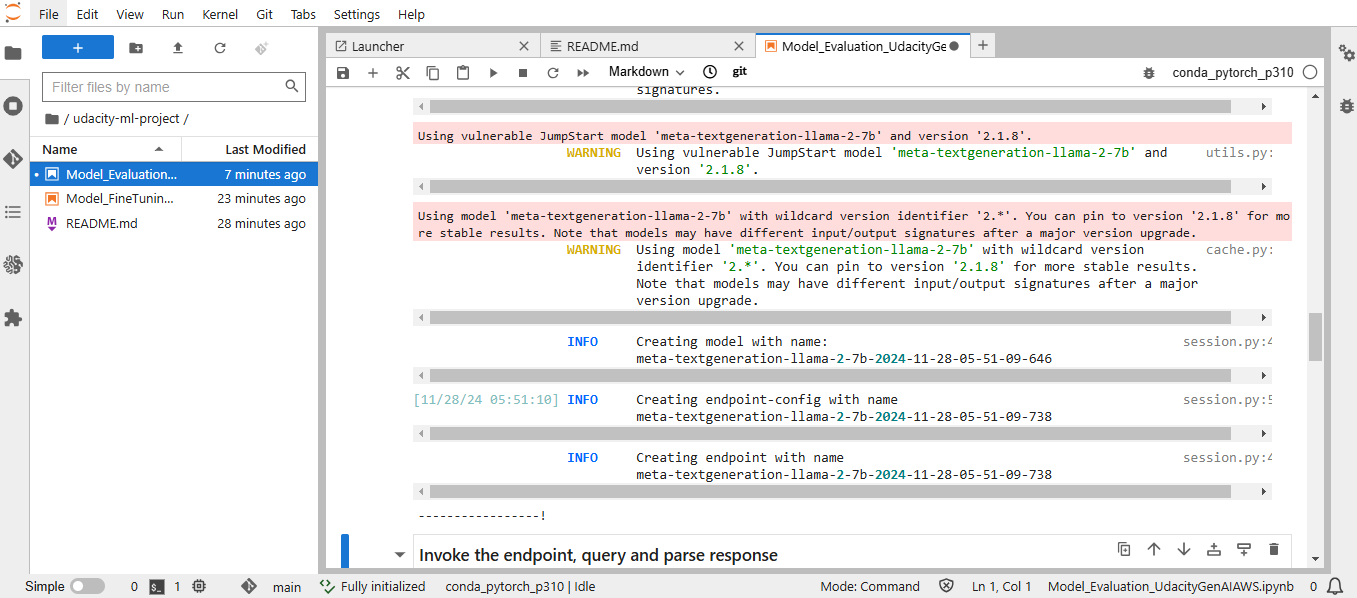 File Edit View Run Kernel Git Tabs Settings Help
Filter files by name
/ udacity-ml-project /
Name Last Modified
Model_Evaluation... 7 minutes ago
Model_FineTunin... 23 minutes ago
README.md 28 minutes ago
Launcher README.md Model_Evaluation_UdacityGe
Markdown git conda_pytorch_p310
signatures.
Using vulnerable JumpStart model 'meta-textgeneration-llama-2-7b' and version '2.1.8'.
WARNING Using vulnerable JumpStart model 'meta-textgeneration-llama-2-7b' and utils.py:
version '2.1.8'.
Using model 'meta-textgeneration-llama-2-7b' with wildcard version identifier '2.*'. You can pin to version '2.1.8' for mo
re stable results. Note that models may have different input/output signatures after a major version upgrade.
WARNING Using model 'meta-textgeneration-llama-2-7b' with wildcard version cache.py:
identifier '2.*'. You can pin to version '2.1.8' for more stable results.
Note that models may have different input/output signatures after a major
version upgrade.
INFO Creating model with name: session.py:4
meta-textgeneration-llama-2-7b-2024-11-28-05-51-09-646
[11/28/24 05:51:10] INFO Creating endpoint-config with name session.py:5
meta-textgeneration-llama-2-7b-2024-11-28-05-51-09-738
INFO Creating endpoint with name session.py:4
meta-textgeneration-llama-2-7b-2024-11-28-05-51-09-738
----------------!
Invoke the endpoint, query and parse response
Simple 0 1 main Fully initialized conda_pytorch_p310 | Idle Mode: Command Ln 1, Col 1 Model_Evaluation_UdacityGenAIAWS.ipynb 0